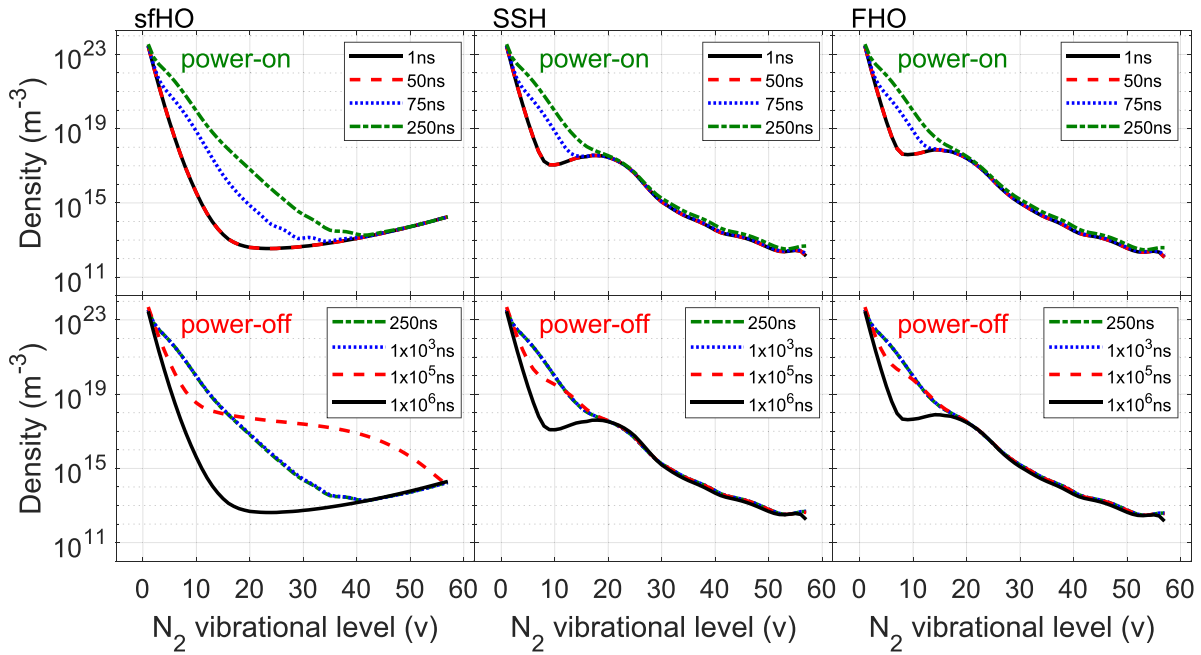 sfHO SSH FHO
power-on
1ns
50ns
75ns
250ns
power-on
1ns
50ns
75ns
250ns
power-on
1ns
50ns
75ns
250ns
Density (m⁻³)
10²³
10¹⁹
10¹⁵
10¹¹
power-off
250ns
1x10³ns
1x10⁵ns
1x10⁶ns
power-off
250ns
1x10³ns
1x10⁵ns
1x10⁶ns
power-off
250ns
1x10³ns
1x10⁵ns
1x10⁶ns
Density (m⁻³)
10²³
10¹⁹
10¹⁵
10¹¹
0 10 20 30 40 50 60 0 10 20 30 40 50 60 0 10 20 30 40 50 60
N₂ vibrational level (v) N₂ vibrational level (v) N₂ vibrational level (v)